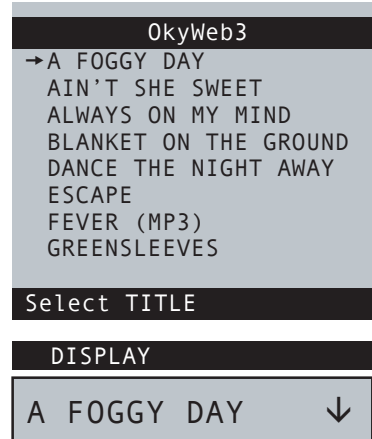 OkyWeb3
→A FOGGY DAY
AIN'T SHE SWEET
ALWAYS ON MY MIND
BLANKET ON THE GROUND
DANCE THE NIGHT AWAY
ESCAPE
FEVER (MP3)
GREENSLEEVES
Select TITLE
DISPLAY
A FOGGY DAY ↓